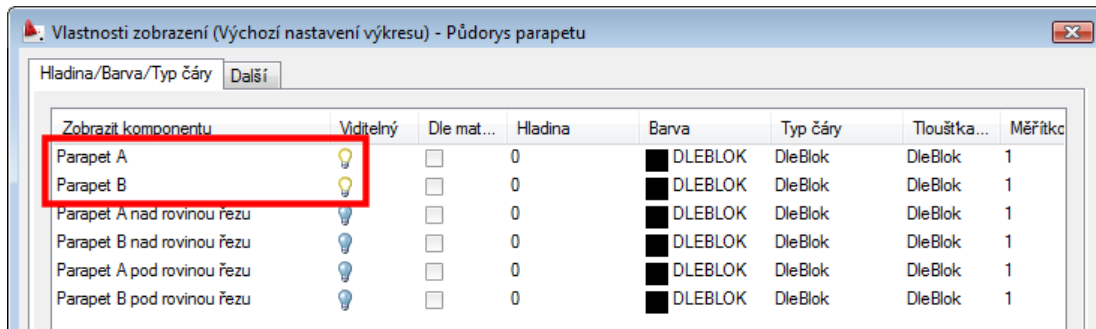 Vlastnosti zobrazení (Výchozí nastavení výkresu) - Půdorys parapetu
Hladina/Barva/Typ čáry Další
Zobrazit komponentu Viditelný Dle mat... Hladina Barva Typ čáry Tloušťka... Měřítko
Parapet A 0 DLEBLOK DleBlok DleBlok 1
Parapet B 0 DLEBLOK DleBlok DleBlok 1
Parapet A nad rovinou řezu 0 DLEBLOK DleBlok DleBlok 1
Parapet B nad rovinou řezu 0 DLEBLOK DleBlok DleBlok 1
Parapet A pod rovinou řezu 0 DLEBLOK DleBlok DleBlok 1
Parapet B pod rovinou řezu 0 DLEBLOK DleBlok DleBlok 1